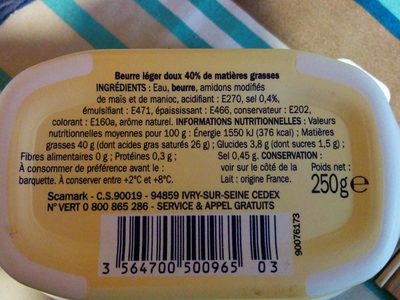 Beurre léger doux 40% de matières grasses
INGRÉDIENTS : Eau, beurre, amidons modifiés
de maïs et de manioc, acidifiant : E270, sel 0,4%,
émulsifiant : E471, épaississant : E466, conservateur : E202,
colorant : E160a, arôme naturel. INFORMATIONS NUTRITIONNELLES : Valeurs
nutritionnelles moyennes pour 100 g : Énergie 1550 kJ (376 kcal) ; Matières
grasses 40 g (dont acides gras saturés 26 g) ; Glucides 3,8 g (dont sucres 1,5 g) ;
Fibres alimentaires 0 g ; Protéines 0,3 g ; Sel 0,45 g. CONSERVATION :
À consommer de préférence avant le : voir dessus de la
barquette. À conserver entre +2°C et +8°C. Lait : origine France.
Poids net :
250g e
Scamark - C.S.90019 - 94859 IVRY-SUR-SEINE CEDEX
N° VERT 0 800 865 286 - SERVICE & APPEL GRATUITS
90076173
3 564700 500965 03